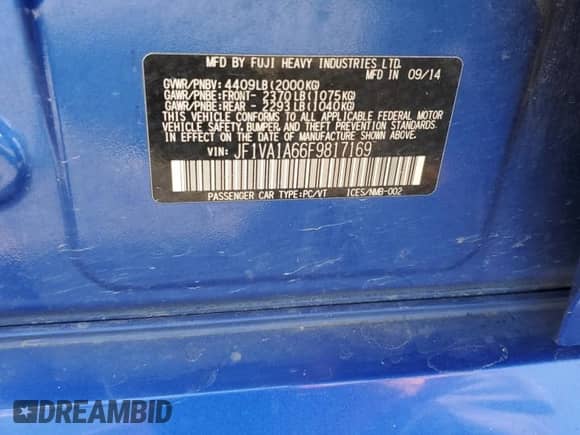 MFD BY FUJI HEAVY INDUSTRIES LTD.
MFD IN 09/14
GVWR/PNBV: 4409LB(2000KG)
GAWR/PNBE:FRONT- 2370LB(1075KG)
GAWR/PNBE:REAR - 2293LB(1040KG)
THIS VEHICLE CONFORMS TO ALL APPLICABLE FEDERAL MOTOR
VEHICLE SAFETY, BUMPER, AND THEFT PREVENTION STANDARDS
IN EFFECT ON THE DATE OF MANUFACTURE SHOWN ABOVE.
VIN: JF1VA1A66F9817169
PASSENGER CAR TYPE:PC/VT ICES/NMB-002
DREAMBID